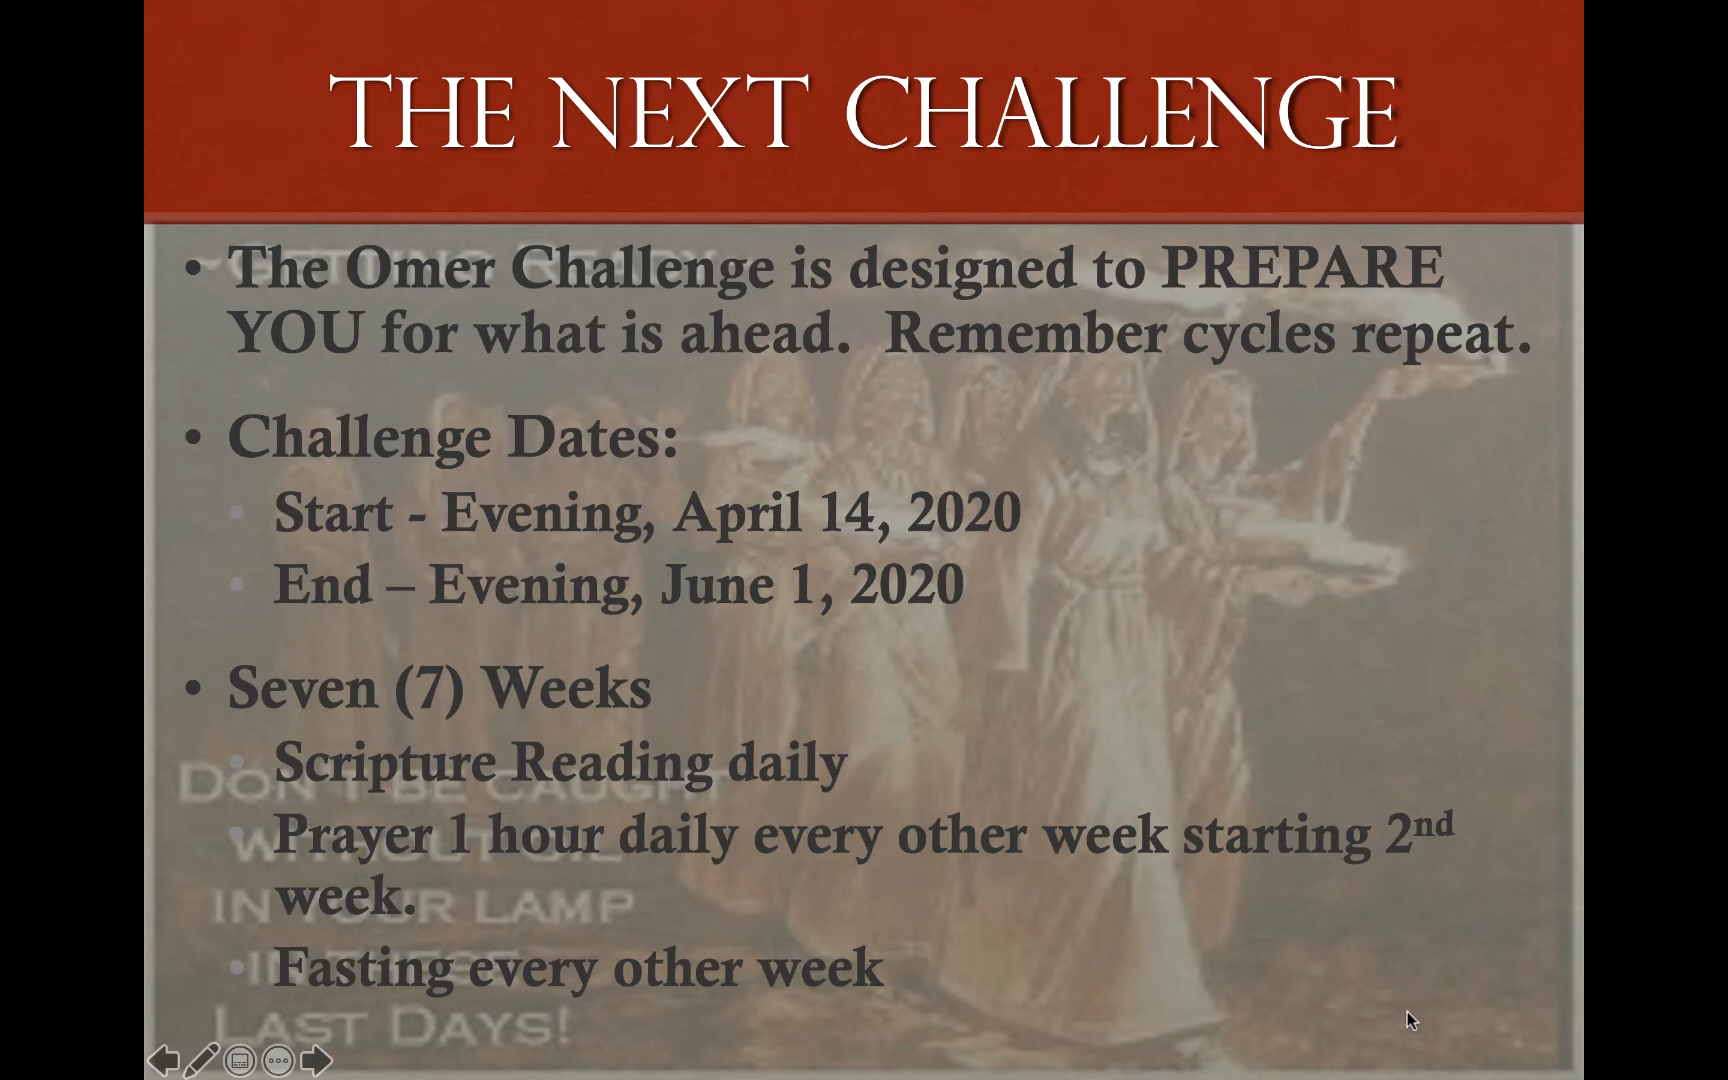 THE NEXT CHALLENGE
• The Omer Challenge is designed to PREPARE
YOU for what is ahead.  Remember cycles repeat.
• Challenge Dates:
• Start - Evening, April 14, 2020
• End – Evening, June 1, 2020
• Seven (7) Weeks
• Scripture Reading daily
DON'T BE CAUGHT
• Prayer 1 hour daily every other week starting 2nd
WITHOUT OIL
week.
IN YOUR LAMP
• Fasting every other week
LAST DAYS!